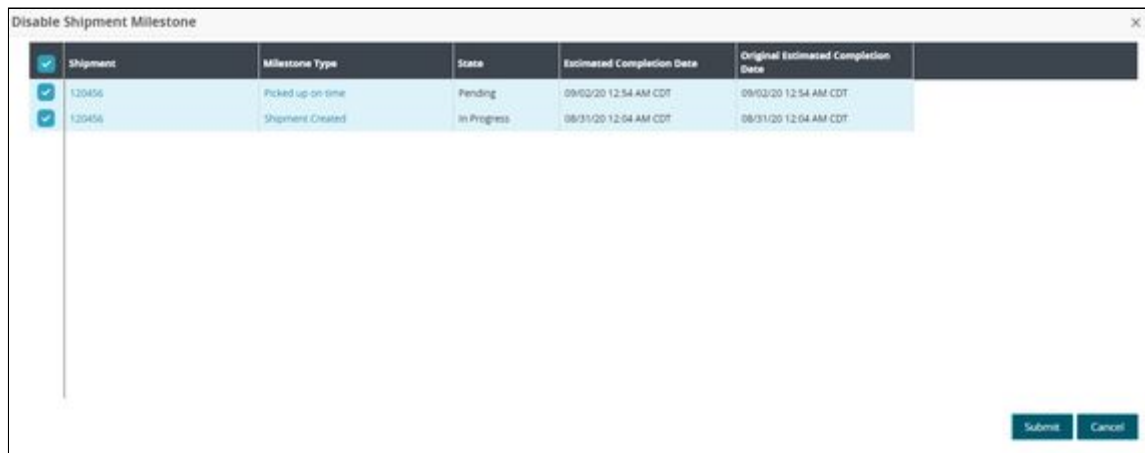 Disable Shipment Milestone
Shipment Milestone Type State Estimated Completion Date Original Estimated Completion
Date
120456 Picked up on time Pending 09/02/20 12:54 AM CDT 09/02/20 12:54 AM CDT
120456 Shipment Created In Progress 08/31/20 12:04 AM CDT 08/31/20 12:04 AM CDT
Submit Cancel